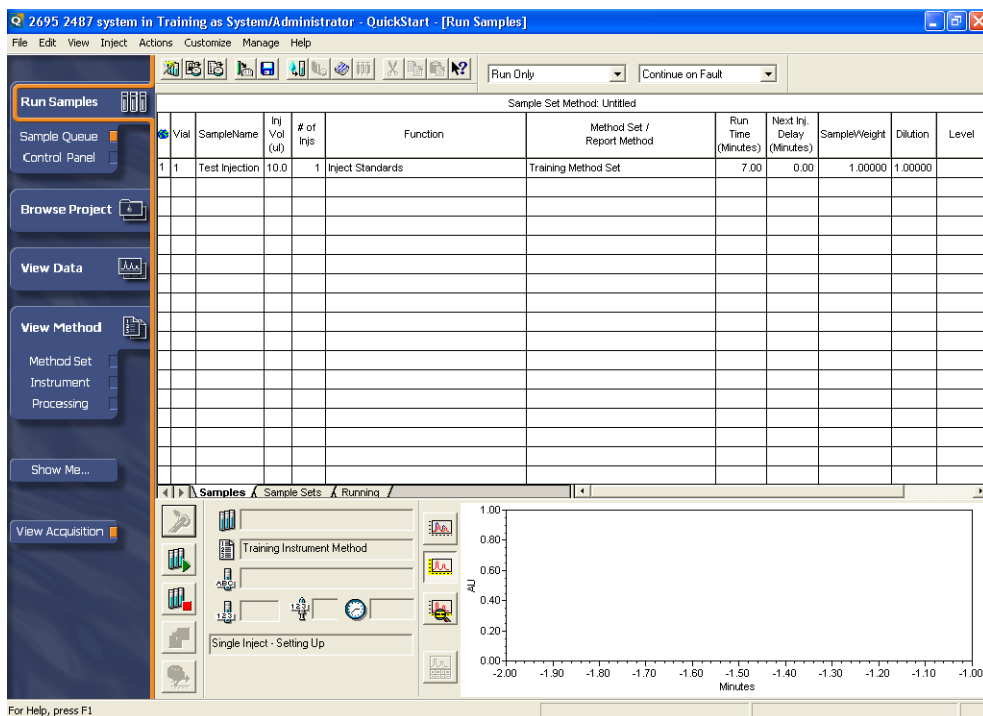 2695 2487 system in Training as System/Administrator - QuickStart - [Run Samples]
File Edit View Inject Actions Customize Manage Help
Run Only Continue on Fault
Run Samples
Sample Queue
Control Panel
Browse Project
View Data
View Method
Method Set
Instrument
Processing
Show Me...
View Acquisition
Sample Set Method: Untitled
Vial SampleName Inj Vol (ul) # of Injs Function Method Set / Report Method Run Time (Minutes) Next Inj. Delay (Minutes) SampleWeight Dilution Level
1 1 Test Injection 10.0 1 Inject Standards Training Method Set 7.00 0.00 1.00000 1.00000
Samples Sample Sets Running
Training Instrument Method
Single Inject - Setting Up
1.00
0.80
0.60
0.40
0.20
0.00
AU
-2.00 -1.90 -1.80 -1.70 -1.60 -1.50 -1.40 -1.30 -1.20 -1.10 -1.00
Minutes
For Help, press F1